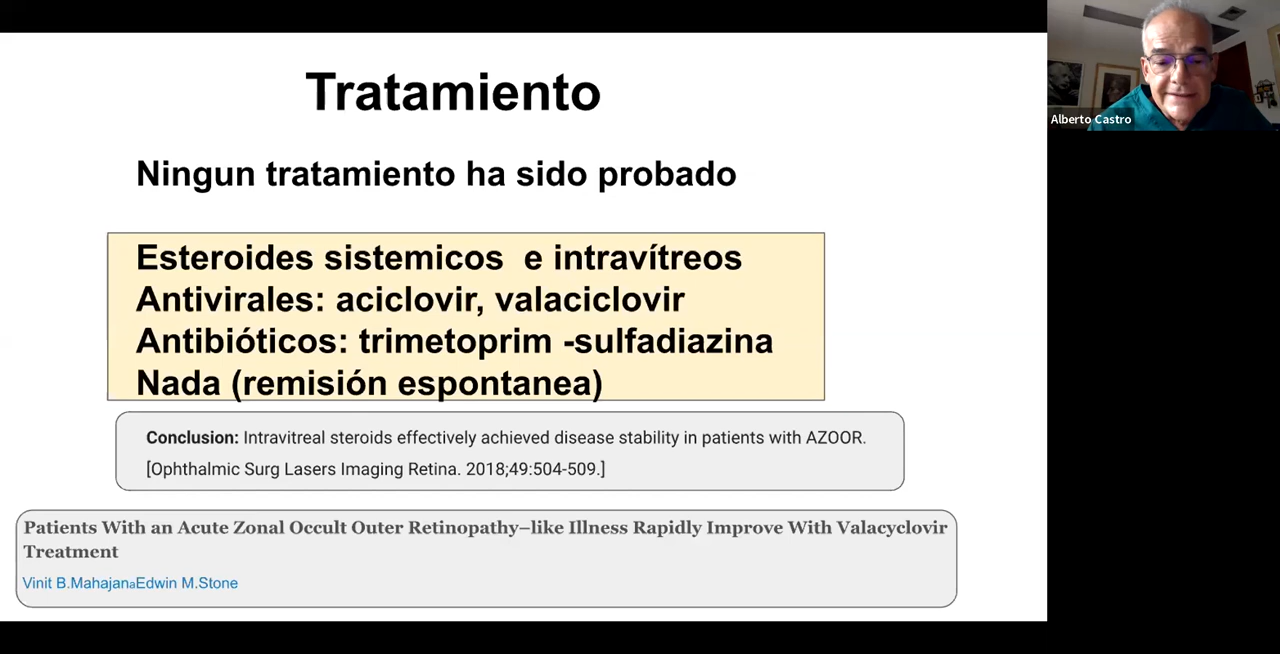 Tratamiento
Ningun tratamiento ha sido probado
Esteroides sistemicos e intravítreos
Antivirales: aciclovir, valaciclovir
Antibióticos: trimetoprim -sulfadiazina
Nada (remisión espontanea)
Conclusion: Intravitreal steroids effectively achieved disease stability in patients with AZOOR.
[Ophthalmic Surg Lasers Imaging Retina. 2018;49:504-509.]
Patients With an Acute Zonal Occult Outer Retinopathy–like Illness Rapidly Improve With Valacyclovir
Treatment
Vinit B.MahajanaEdwin M.Stone
Alberto Castro